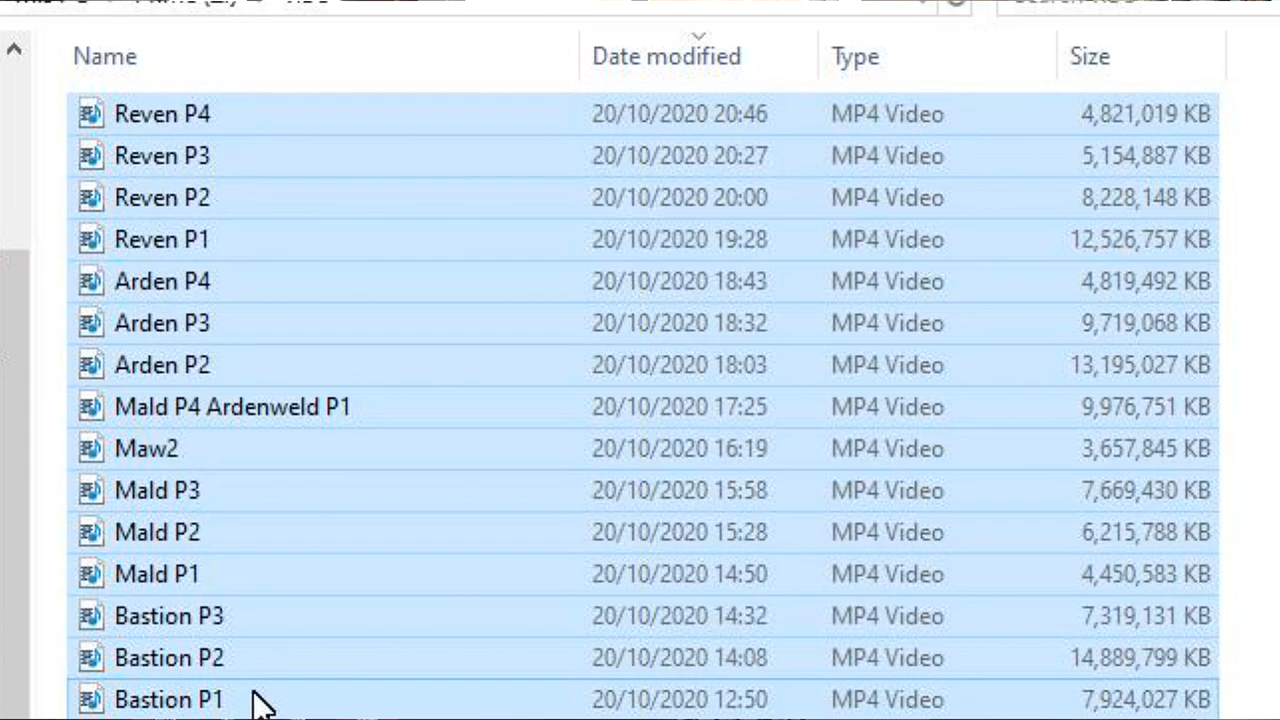 Name Date modified Type Size
Reven P4 20/10/2020 20:46 MP4 Video 4,821,019 KB
Reven P3 20/10/2020 20:27 MP4 Video 5,154,887 KB
Reven P2 20/10/2020 20:00 MP4 Video 8,228,148 KB
Reven P1 20/10/2020 19:28 MP4 Video 12,526,757 KB
Arden P4 20/10/2020 18:43 MP4 Video 4,819,492 KB
Arden P3 20/10/2020 18:32 MP4 Video 9,719,068 KB
Arden P2 20/10/2020 18:03 MP4 Video 13,195,027 KB
Mald P4 Ardenweld P1 20/10/2020 17:25 MP4 Video 9,976,751 KB
Maw2 20/10/2020 16:19 MP4 Video 3,657,845 KB
Mald P3 20/10/2020 15:58 MP4 Video 7,669,430 KB
Mald P2 20/10/2020 15:28 MP4 Video 6,215,788 KB
Mald P1 20/10/2020 14:50 MP4 Video 4,450,583 KB
Bastion P3 20/10/2020 14:32 MP4 Video 7,319,131 KB
Bastion P2 20/10/2020 14:08 MP4 Video 14,889,799 KB
Bastion P1 20/10/2020 12:50 MP4 Video 7,924,027 KB